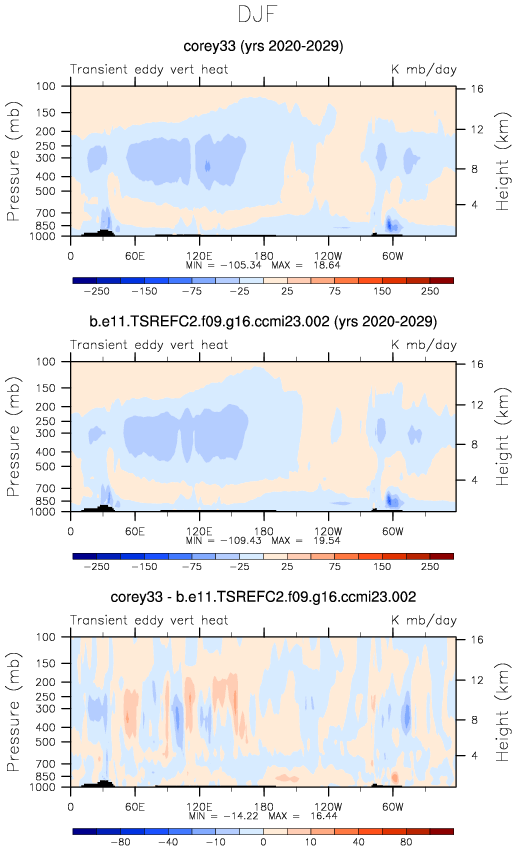 DJF
corey33 (yrs 2020-2029)
Transient eddy vert heat K mb/day
Pressure (mb)
100
150
200
250
300
400
500
700
850
1000
16
12
8
4
Height (km)
0 60E 120E 180 120W 60W
MIN = -105.34 MAX = 18.64
-250 -150 -75 -25 25 75 150 250
b.e11.TSREFC2.f09.g16.ccmi23.002 (yrs 2020-2029)
Transient eddy vert heat K mb/day
Pressure (mb)
100
150
200
250
300
400
500
700
850
1000
16
12
8
4
Height (km)
0 60E 120E 180 120W 60W
MIN = -109.43 MAX = 19.54
-250 -150 -75 -25 25 75 150 250
corey33 - b.e11.TSREFC2.f09.g16.ccmi23.002
Transient eddy vert heat K mb/day
Pressure (mb)
100
150
200
250
300
400
500
700
850
1000
16
12
8
4
Height (km)
0 60E 120E 180 120W 60W
MIN = -14.22 MAX = 16.44
-80 -40 -10 0 10 40 80